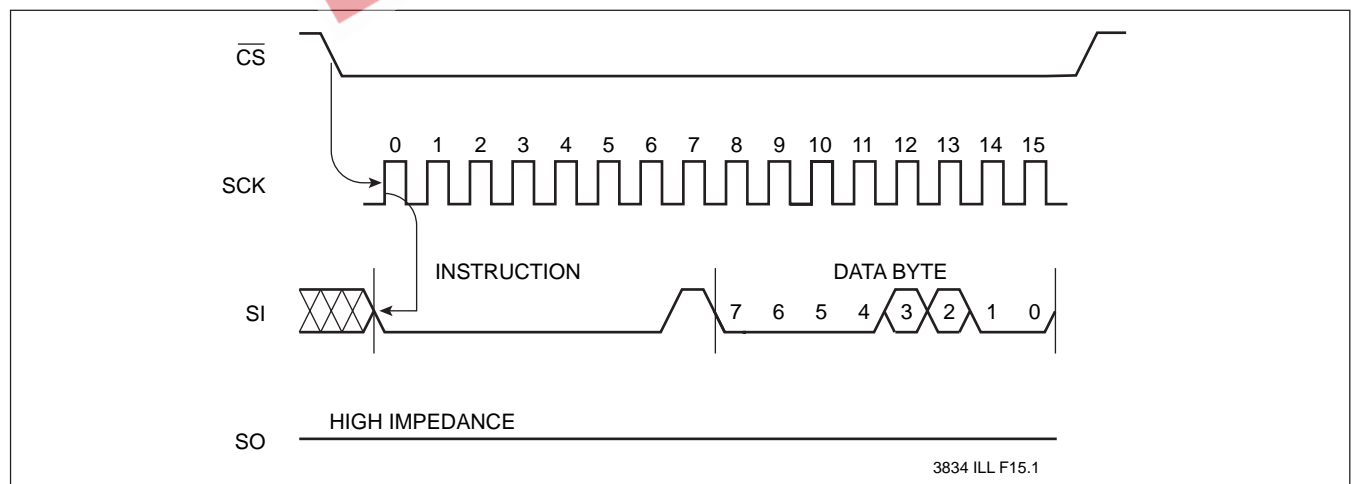 CS
0 1 2 3 4 5 6 7 8 9 10 11 12 13 14 15
SCK
INSTRUCTION DATA BYTE
SI 7 6 5 4 3 2 1 0
HIGH IMPEDANCE
SO
3834 ILL F15.1